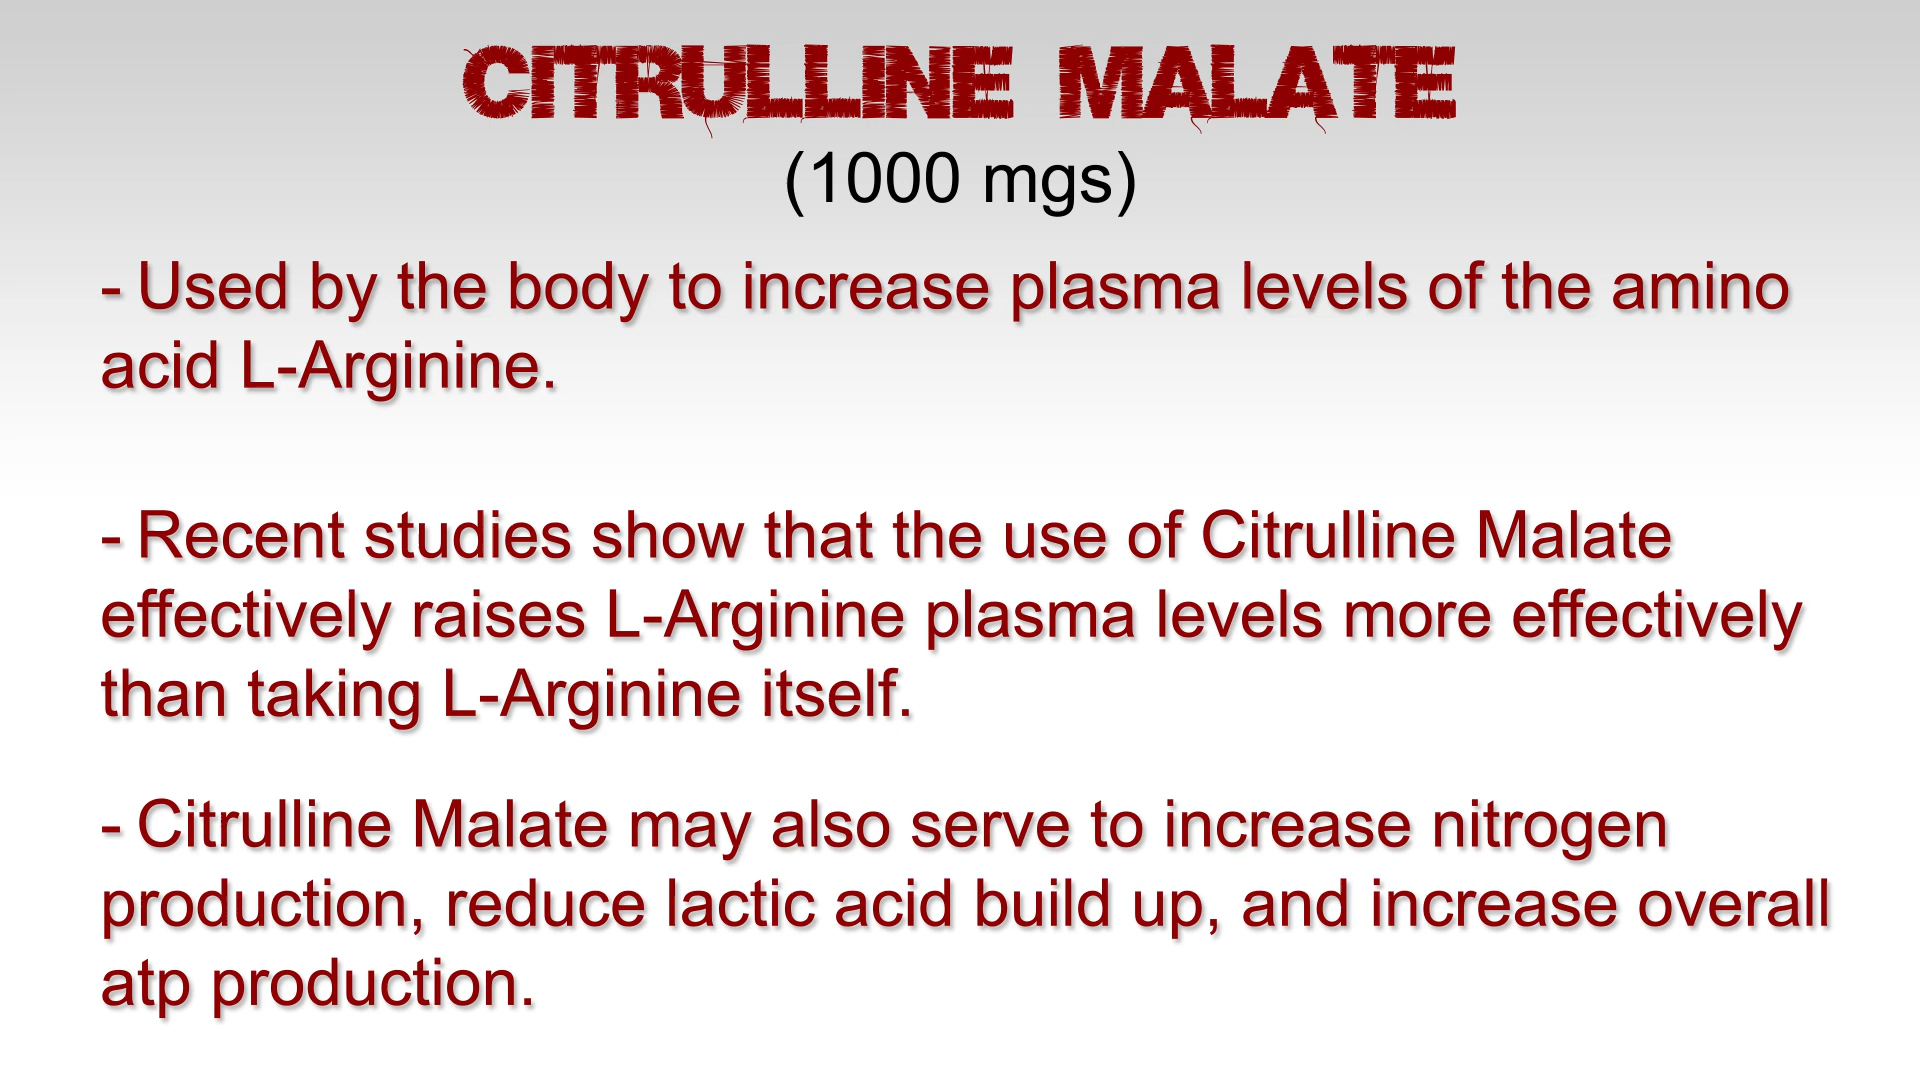 CITRULLINE MALATE
(1000 mgs)
- Used by the body to increase plasma levels of the amino
acid L-Arginine.
- Recent studies show that the use of Citrulline Malate
effectively raises L-Arginine plasma levels more effectively
than taking L-Arginine itself.
- Citrulline Malate may also serve to increase nitrogen
production, reduce lactic acid build up, and increase overall
atp production.